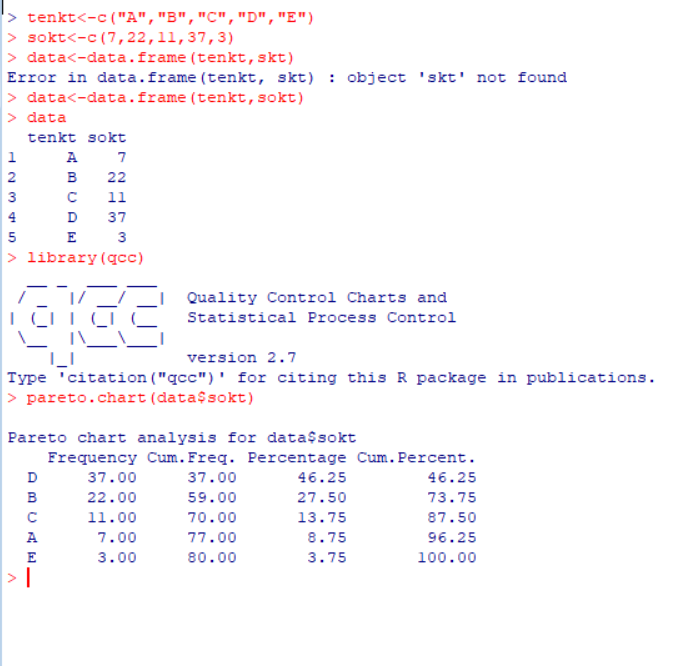 > tenkt<-c("A","B","C","D","E")
> sokt<-c(7,22,11,37,3)
> data<-data.frame(tenkt,skt)
Error in data.frame(tenkt, skt) : object 'skt' not found
> data<-data.frame(tenkt,sokt)
> data
  tenkt sokt
1     A    7
2     B   22
3     C   11
4     D   37
5     E    3
> library(qcc)
  __ _  ___ ___
 / _  |/ __/ __|  Quality Control Charts and
| (_| | (_| (__   Statistical Process Control
 \__  |\___\___|
    |_|           version 2.7
Type 'citation("qcc")' for citing this R package in publications.
> pareto.chart(data$sokt)

Pareto chart analysis for data$sokt
    Frequency Cum.Freq. Percentage Cum.Percent.
  D     37.00     37.00      46.25        46.25
  B     22.00     59.00      27.50        73.75
  C     11.00     70.00      13.75        87.50
  A      7.00     77.00       8.75        96.25
  E      3.00     80.00       3.75       100.00
>